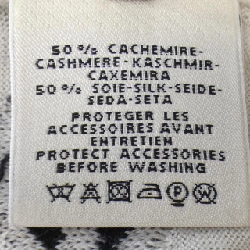 50 % CACHEMIRE-
CASHMERE-KASCHMIR-
CAXEMIRA
50 % SOIE-SILK-SEIDE-
SEDA-SETA
PROTEGER LES
ACCESSOIRES AVANT
ENTRETIEN
PROTECT ACCESSORIES
BEFORE WASHING
P W